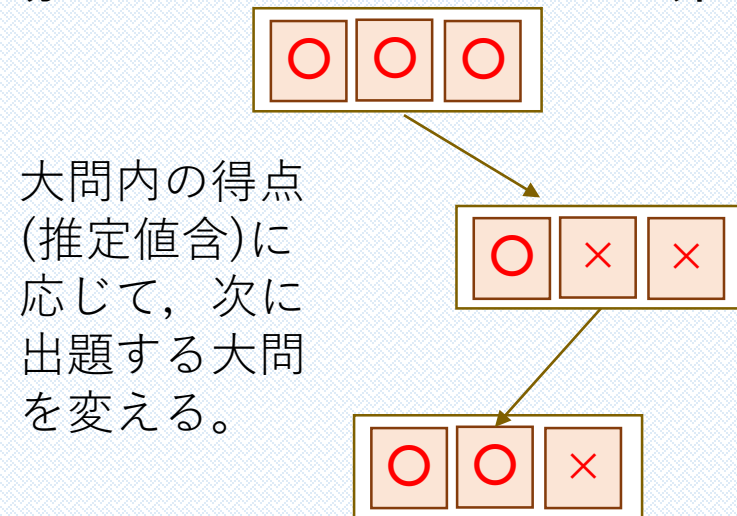 〇 〇 〇
大問内の得点
(推定値含)に
応じて，次に
出題する大問
を変える。
〇 × ×
〇 〇 ×